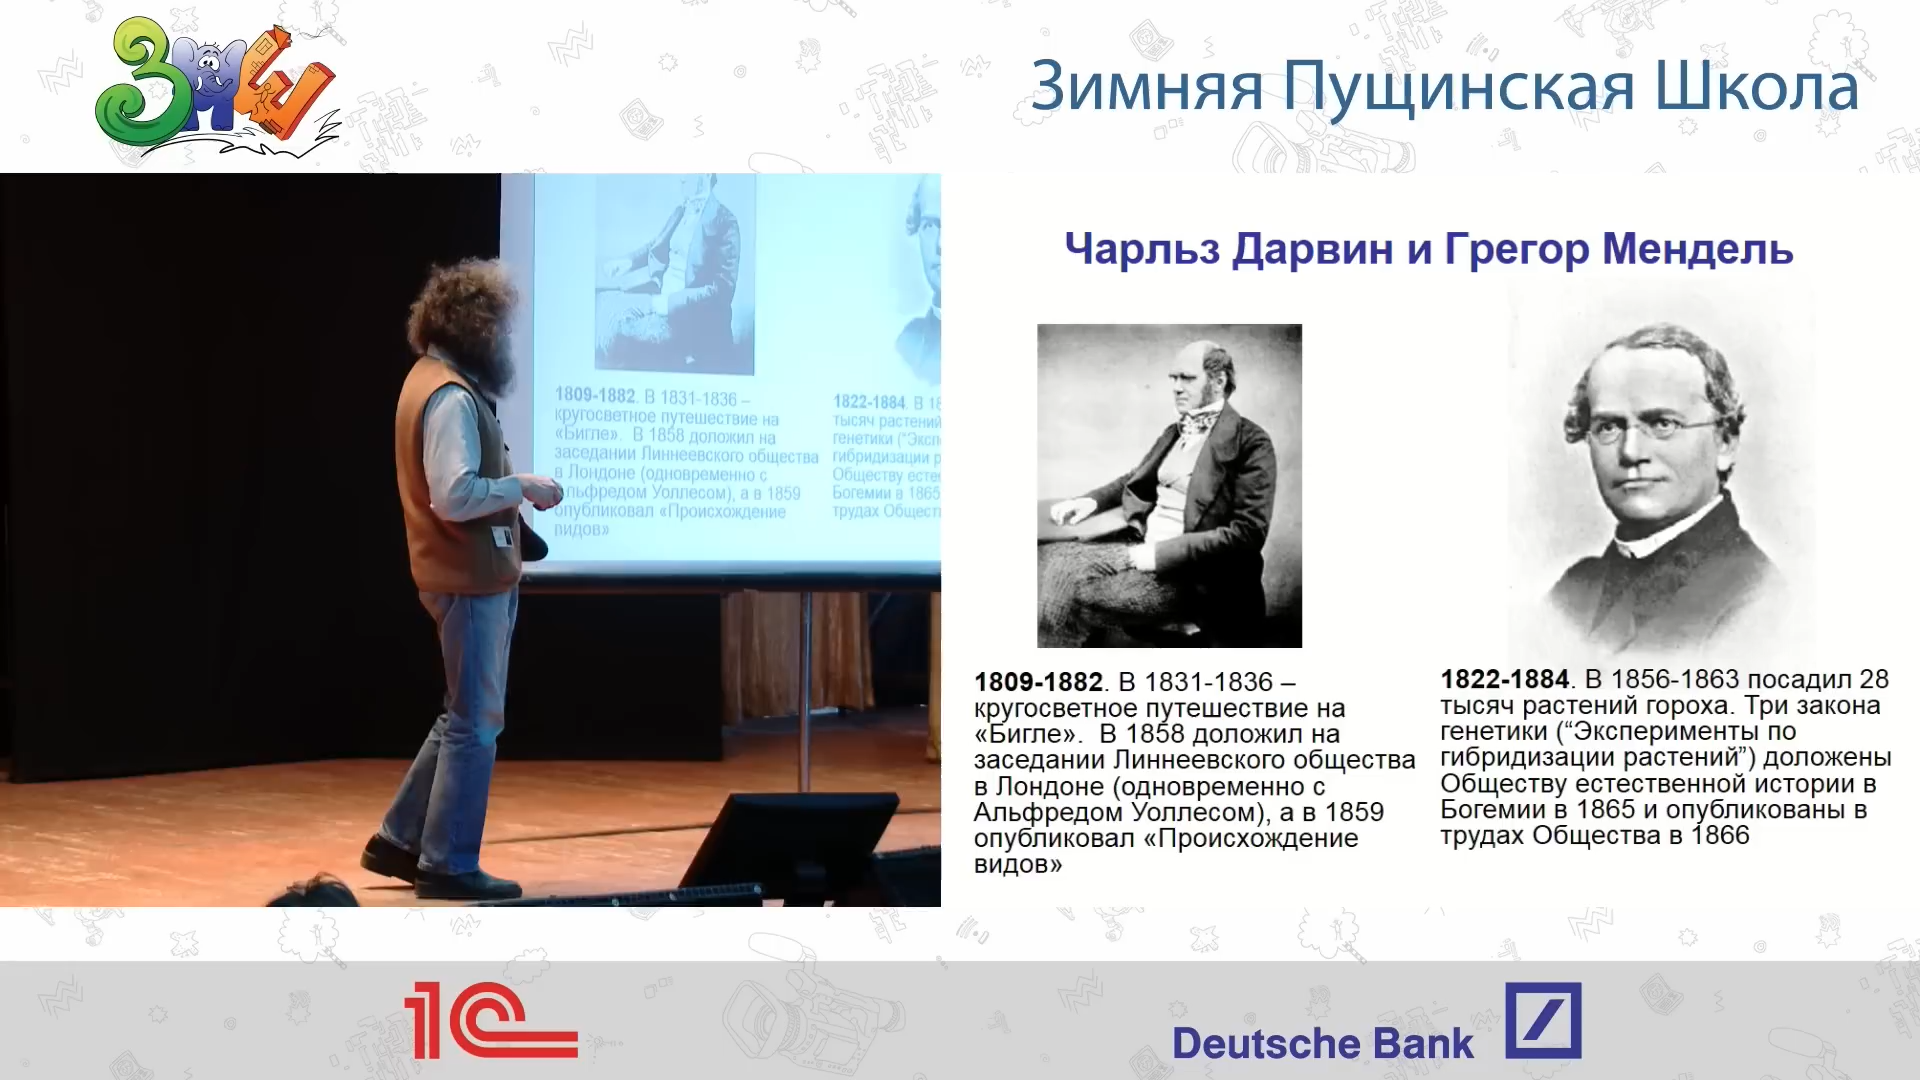 ЗПШ
Зимняя Пущинская Школа
Чарльз Дарвин и Грегор Мендель
1809-1882. В 1831-1836 –
кругосветное путешествие на
«Бигле». В 1858 доложил на
заседании Линнеевского общества
в Лондоне (одновременно с
Альфредом Уоллесом), а в 1859
опубликовал «Происхождение
видов»
1822-1884. В 1856-1863 посадил 28
тысяч растений гороха. Три закона
генетики (“Эксперименты по
гибридизации растений”) доложены
Обществу естественной истории в
Богемии в 1865 и опубликованы в
трудах Общества в 1866
1809-1882. В 1831-1836 –
кругосветное путешествие на
«Бигле». В 1858 доложил на
заседании Линнеевского общества
в Лондоне (одновременно с
Альфредом Уоллесом), а в 1859
опубликовал «Происхождение
видов»
1822-1884. В 18
тысяч растений
генетики ("Эксп
гибридизации р
Обществу есте
Богемии в 1865
трудах Общест
1С
Deutsche Bank